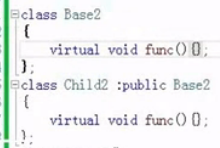 class Base2
{
virtual void func(){};
};
class Child2 :public Base2
{
virtual void func(){};
};